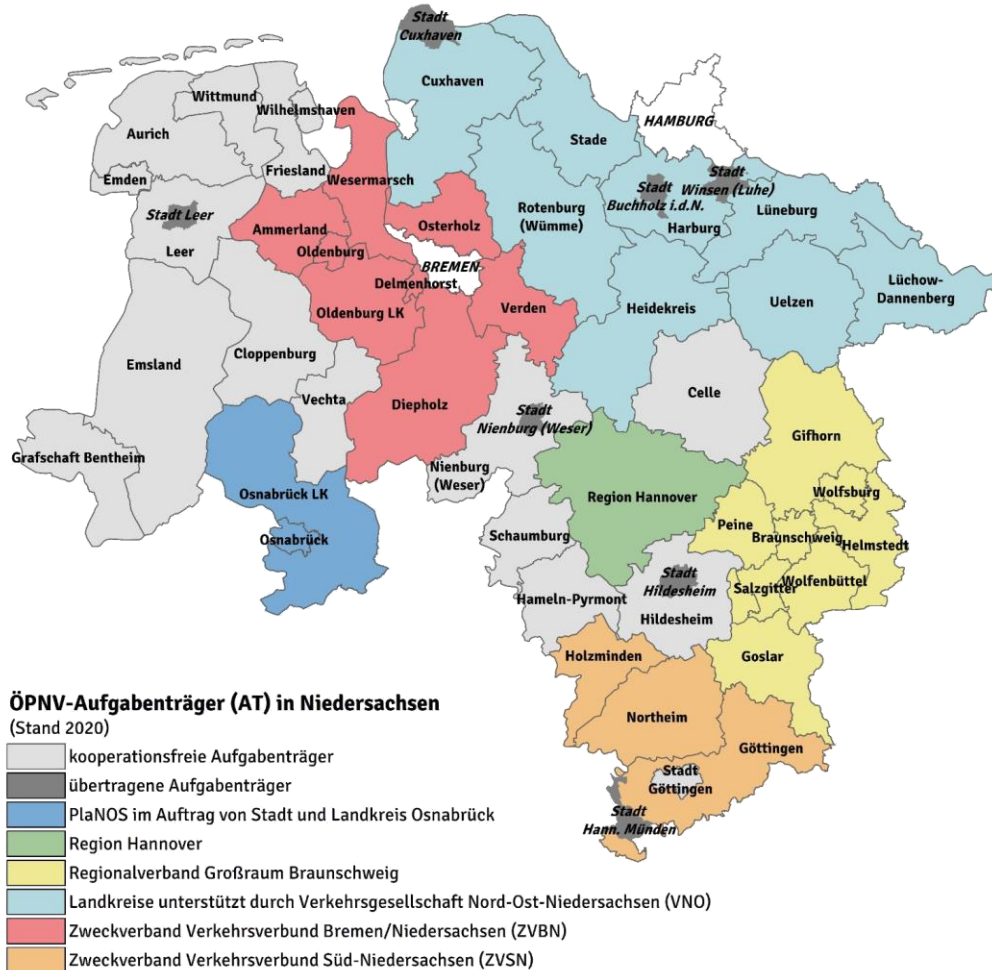 Stadt
Cuxhaven
Cuxhaven
Wittmund
Wilhelmshaven
Aurich
Stade
HAMBURG
Emden
Friesland
Wesermarsch
Stadt Leer
Stadt
Buchholz i.d.N.
Stadt
Winsen (Luhe)
Ammerland
Osterholz
Rotenburg
(Wümme)
Lüneburg
Harburg
Leer
Oldenburg
BREMEN
Delmenhorst
Lüchow-
Dannenberg
Oldenburg LK
Verden
Heidekreis
Uelzen
Cloppenburg
Emsland
Celle
Vechta
Diepholz
Stadt
Nienburg (Weser)
Gifhorn
Grafschaft Bentheim
Nienburg
(Weser)
Osnabrück LK
Region Hannover
Wolfsburg
Peine
Braunschweig
Helmstedt
Osnabrück
Schaumburg
Stadt
Hildesheim
Wolfenbüttel
Salzgitter
Hameln-Pyrmont
Hildesheim
Holzminden
Goslar
Northeim
Göttingen
Stadt
Göttingen
Stadt
Hann. Münden
ÖPNV-Aufgabenträger (AT) in Niedersachsen
(Stand 2020)
kooperationsfreie Aufgabenträger
übertragene Aufgabenträger
PlaNOS im Auftrag von Stadt und Landkreis Osnabrück
Region Hannover
Regionalverband Großraum Braunschweig
Landkreise unterstützt durch Verkehrsgesellschaft Nord-Ost-Niedersachsen (VNO)
Zweckverband Verkehrsverbund Bremen/Niedersachsen (ZVBN)
Zweckverband Verkehrsverbund Süd-Niedersachsen (ZVSN)